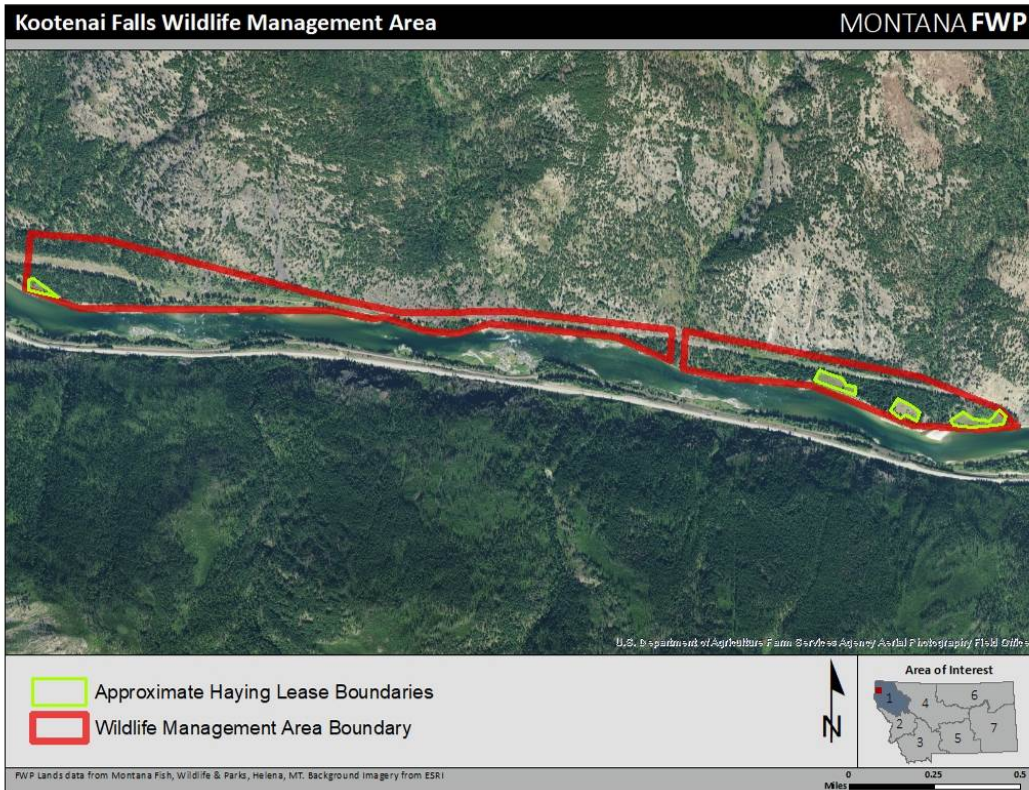 Kootenai Falls Wildlife Management Area
MONTANA FWP
U.S. Department of Agriculture Farm Services Agency Aerial Photography Field Office
Approximate Haying Lease Boundaries
Wildlife Management Area Boundary
N
Area of Interest
1
4
6
2
3
5
7
FWP Lands data from Montana Fish, Wildlife & Parks, Helena, MT. Background Imagery from ESRI
0 0.25 0.5
Miles